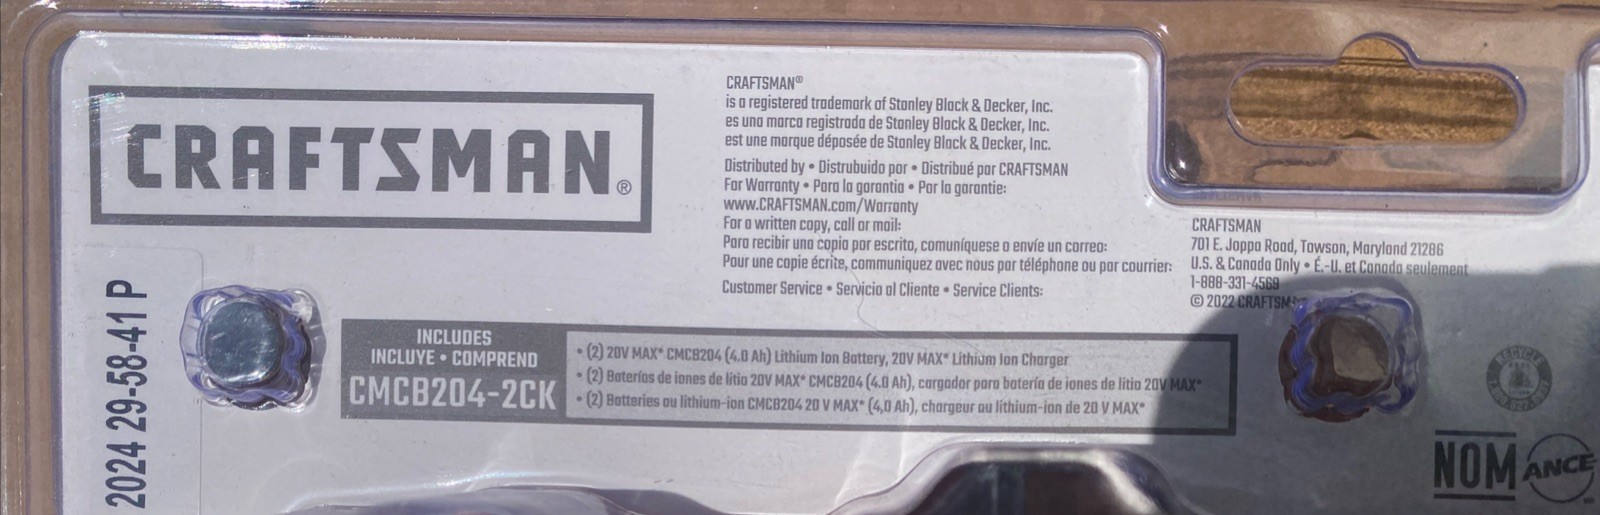 CRAFTSMAN®
CRAFTSMAN®
is a registered trademark of Stanley Black & Decker, Inc.
es una marca registrada de Stanley Black & Decker, Inc.
est une marque déposée de Stanley Black & Decker, Inc.
Distributed by • Distrubuido por • Distribué par CRAFTSMAN
For Warranty • Para la garantia • Par la garantie:
www.CRAFTSMAN.com/Warranty
For a written copy, call or mail:
Para recibir una copia por escrito, comuníquese o envíe un correo:
Pour une copie écrite, communiquez avec nous par téléphone ou par courrier:
Customer Service • Servicio al Cliente • Service Clients:
CRAFTSMAN
701 E. Joppa Road, Towson, Maryland 21286
U.S. & Canada Only • É.-U. et Canada seulement
1-888-331-4569
© 2022 CRAFTSM
2024 29-58-41 P
INCLUDES
INCLUYE • COMPREND
CMCB204-2CK
• (2) 20V MAX* CMCB204 (4.0 Ah) Lithium Ion Battery, 20V MAX* Lithium Ion Charger
• (2) Baterías de iones de litio 20V MAX* CMCB204 (4.0 Ah), cargador para batería de iones de litio 20V MAX*
• (2) Batteries au lithium-ion CMCB204 20 V MAX* (4,0 Ah), chargeur au lithium-ion de 20 V MAX*
RECYCLE
NOM
ANCE